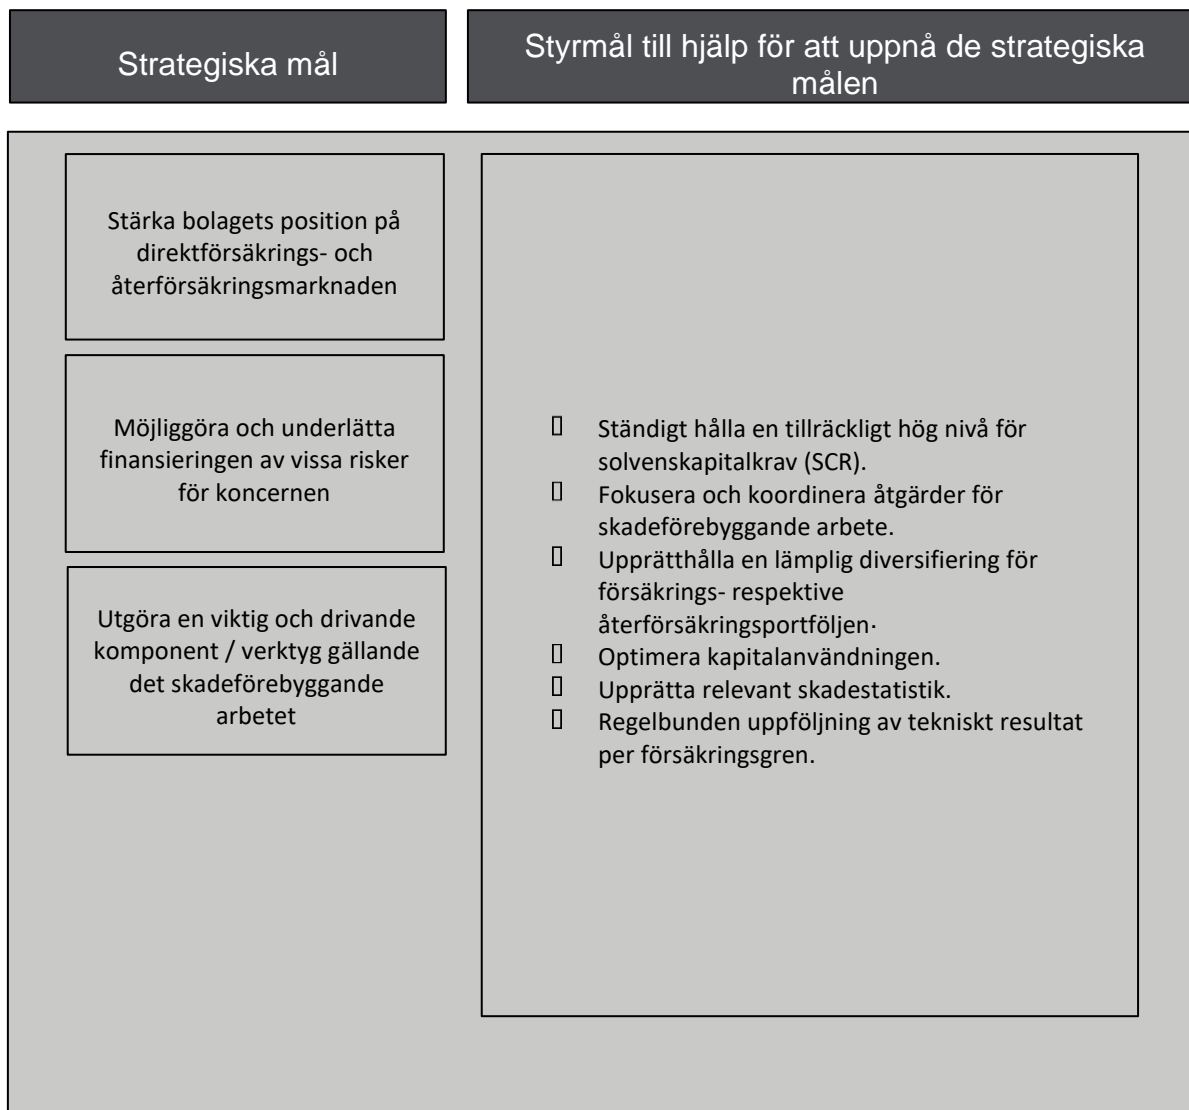 Strategiska mål
Styrmål till hjälp för att uppnå de strategiska
målen
Stärka bolagets position på
direktförsäkrings- och
återförsäkringsmarknaden
Möjliggöra och underlätta
finansieringen av vissa risker
för koncernen
Utgöra en viktig och drivande
komponent / verktyg gällande
det skadeförebyggande
arbetet
▯ Ständigt hålla en tillräckligt hög nivå för
solvenskapitalkrav (SCR).
▯ Fokusera och koordinera åtgärder för
skadeförebyggande arbete.
▯ Upprätthålla en lämplig diversifiering för
försäkrings- respektive
återförsäkringsportföljen·
▯ Optimera kapitalanvändningen.
▯ Upprätta relevant skadestatistik.
▯ Regelbunden uppföljning av tekniskt resultat
per försäkringsgren.